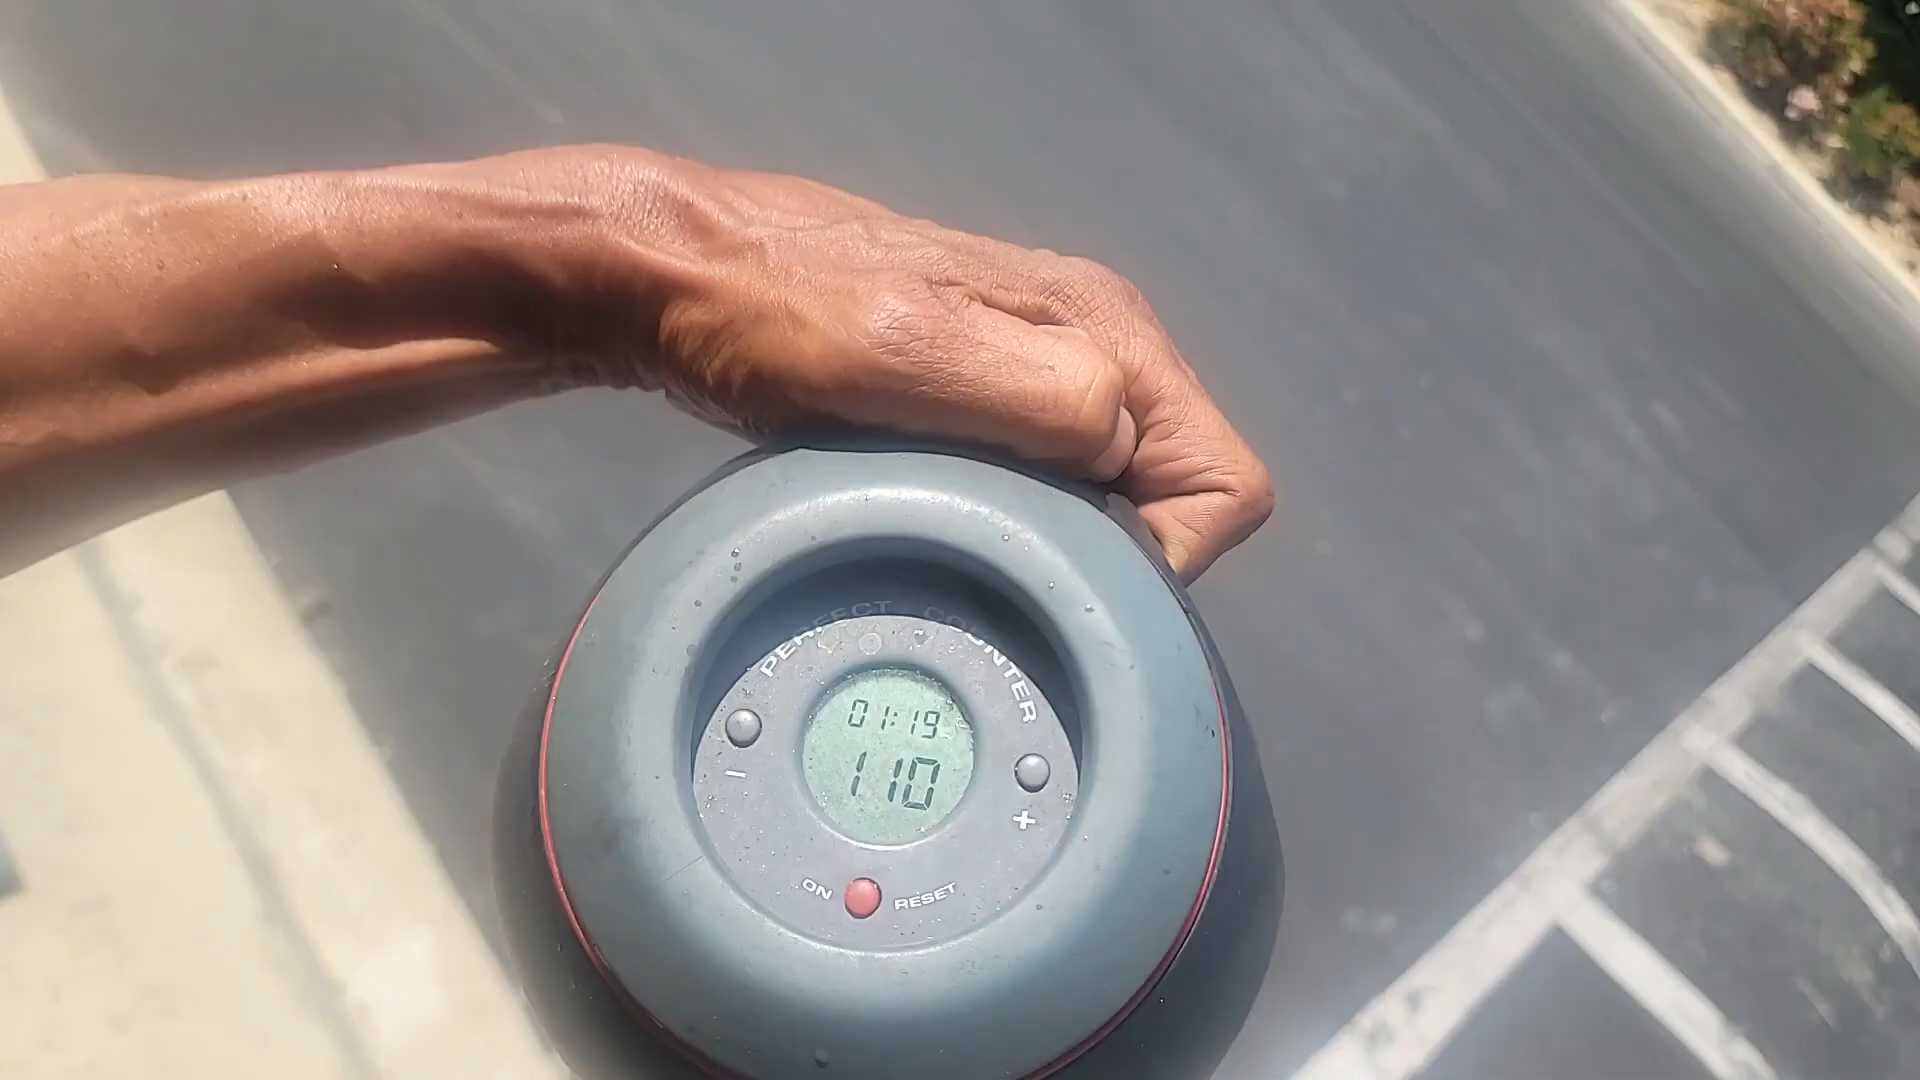 PERFECT COUNTER
01:19
110
−
+
ON RESET